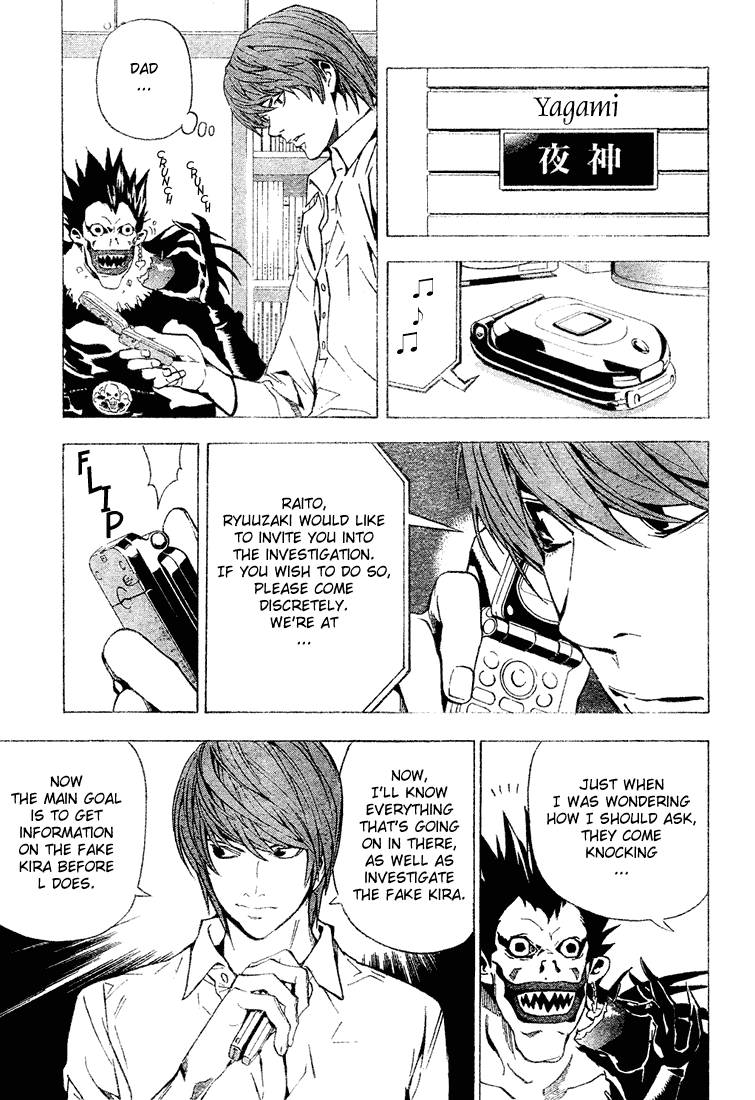 Yagami
夜神
♫
♪
♫
DAD
...
CRUNCH
CRUNCH
RAITO,
RYUUZAKI WOULD LIKE
TO INVITE YOU INTO
THE INVESTIGATION.
IF YOU WISH TO DO SO,
PLEASE COME
DISCRETELY.
WE'RE AT
...
FLIP
JUST WHEN
I WAS WONDERING
HOW I SHOULD ASK,
THEY COME
KNOCKING
...
NOW,
I'LL KNOW
EVERYTHING
THAT'S GOING
ON IN THERE,
AS WELL AS
INVESTIGATE
THE FAKE KIRA.
NOW
THE MAIN GOAL
IS TO GET
INFORMATION
ON THE FAKE
KIRA BEFORE
L DOES.